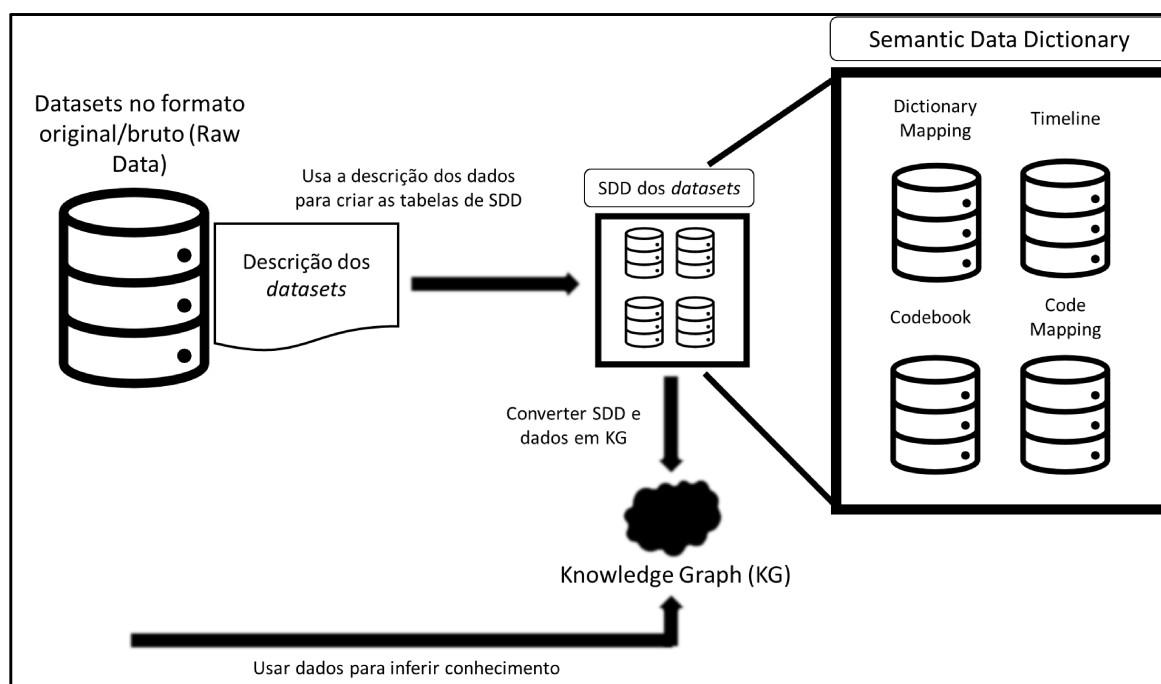 Semantic Data Dictionary
Datasets no formato
original/bruto (Raw
Data)
Dictionary
Mapping
Timeline
Usa a descrição dos dados
para criar as tabelas de SDD
SDD dos datasets
Descrição dos
datasets
Codebook
Code
Mapping
Converter SDD e
dados em KG
Knowledge Graph (KG)
Usar dados para inferir conhecimento